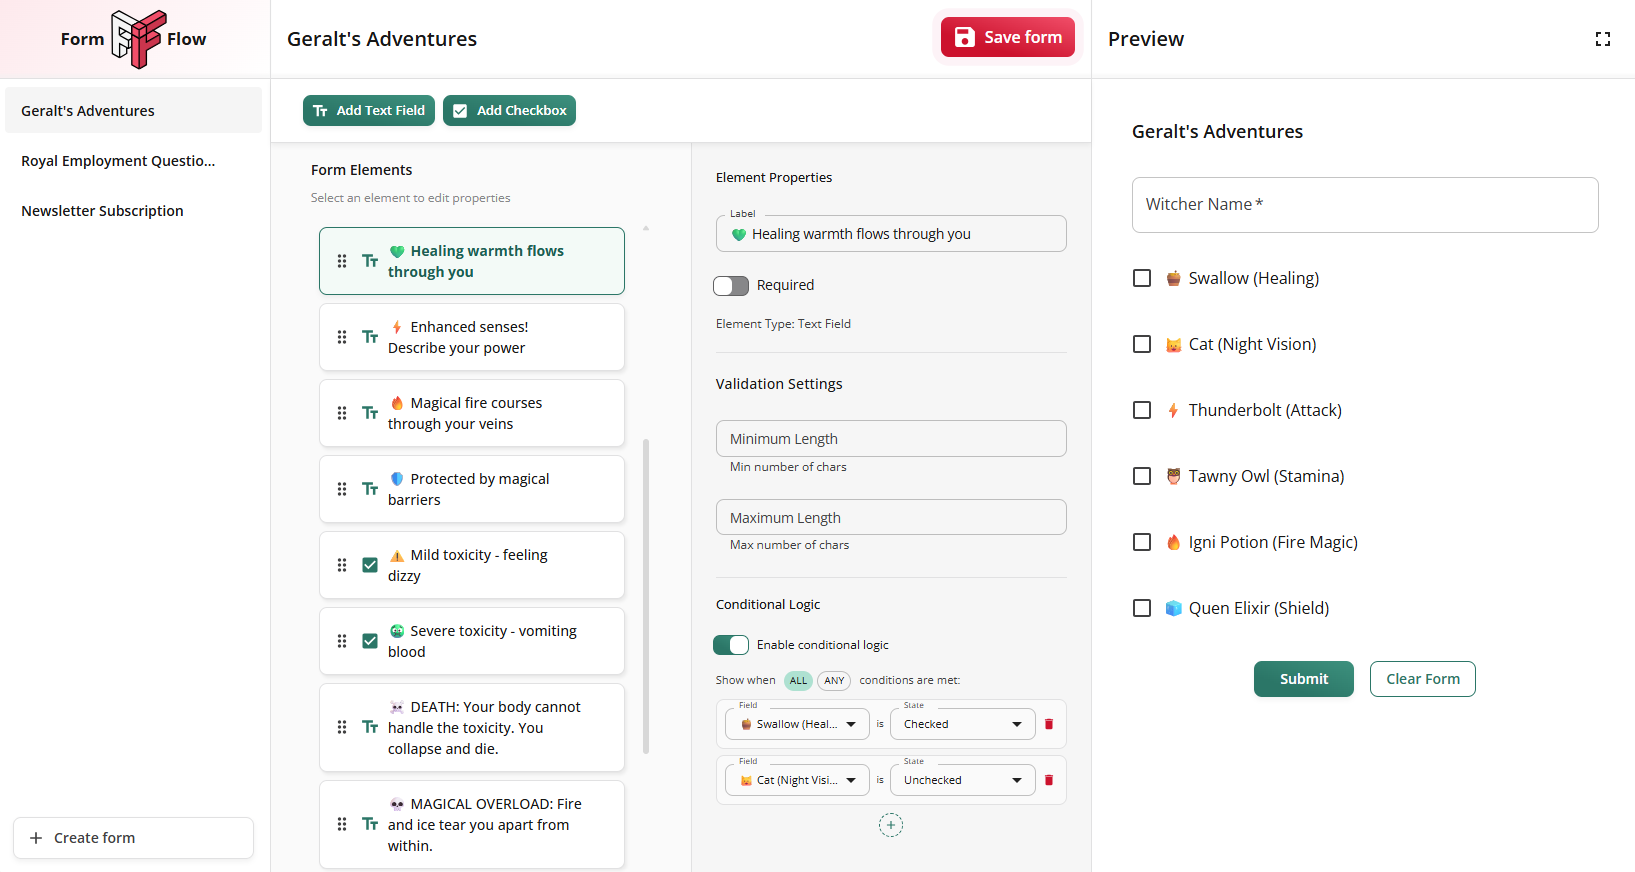 Form Flow
Geralt's Adventures
Royal Employment Questio...
Newsletter Subscription
+ Create form
Geralt's Adventures
Save form
Add Text Field
Add Checkbox
Form Elements
Select an element to edit properties
💚 Healing warmth flows
through you
⚡ Enhanced senses!
Describe your power
🔥 Magical fire courses
through your veins
🛡️ Protected by magical
barriers
⚠️ Mild toxicity - feeling
dizzy
🤢 Severe toxicity - vomiting
blood
☠️ DEATH: Your body cannot
handle the toxicity. You
collapse and die.
💀 MAGICAL OVERLOAD: Fire
and ice tear you apart from
within.
Element Properties
Label
💚 Healing warmth flows through you
Required
Element Type: Text Field
Validation Settings
Minimum Length
Min number of chars
Maximum Length
Max number of chars
Conditional Logic
Enable conditional logic
Show when ALL ANY conditions are met:
Field
State
Swallow (Heal... is Checked
Field
State
Cat (Night Visi... is Unchecked
Preview
Geralt's Adventures
Witcher Name *
Swallow (Healing)
Cat (Night Vision)
⚡ Thunderbolt (Attack)
🦉 Tawny Owl (Stamina)
🔥 Igni Potion (Fire Magic)
🧊 Quen Elixir (Shield)
Submit
Clear Form